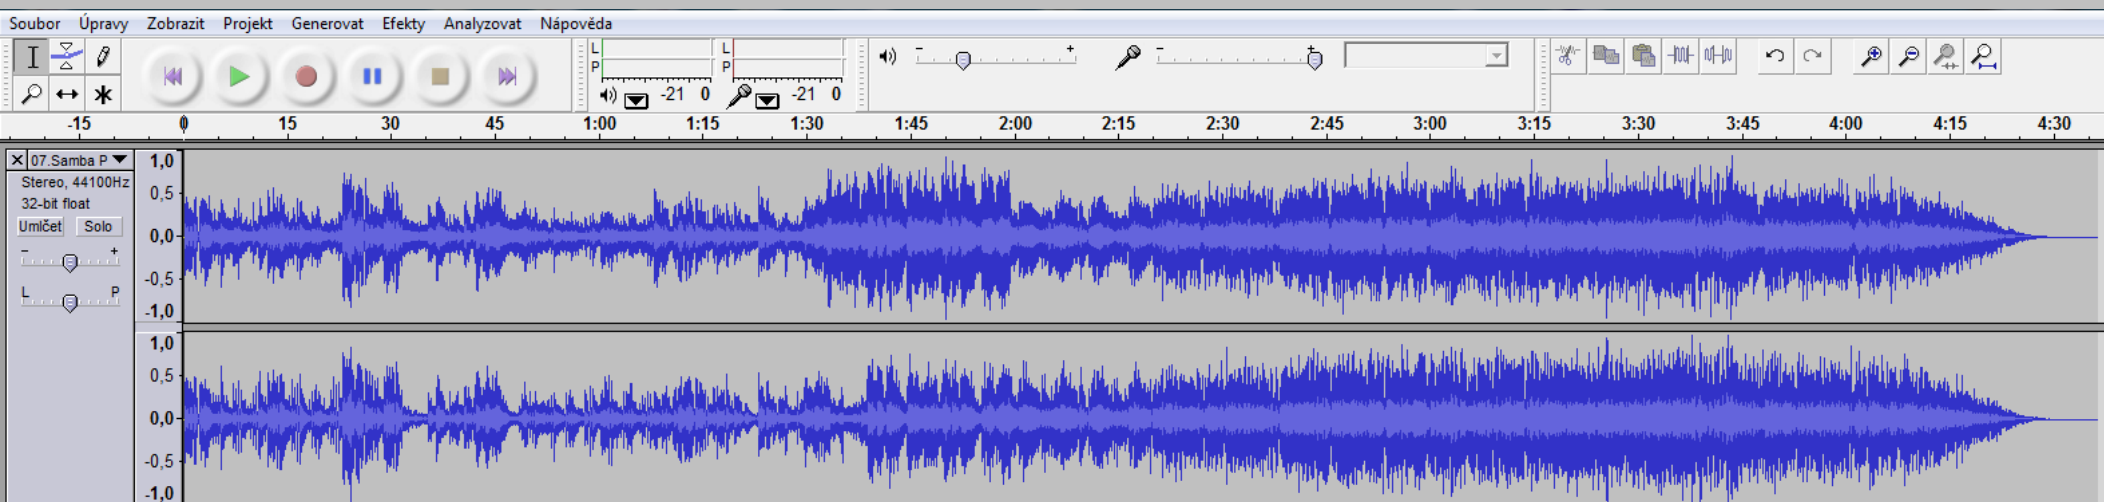 Soubor Úpravy Zobrazit Projekt Generovat Efekty Analyzovat Nápověda
L L
P P
-21 0 -21 0
- + - +
-15 0 15 30 45 1:00 1:15 1:30 1:45 2:00 2:15 2:30 2:45 3:00 3:15 3:30 3:45 4:00 4:15 4:30
07.Samba P
Stereo, 44100Hz
32-bit float
Umlčet Solo
- +
L P
1,0
0,5
0,0
-0,5
-1,0
1,0
0,5
0,0
-0,5
-1,0